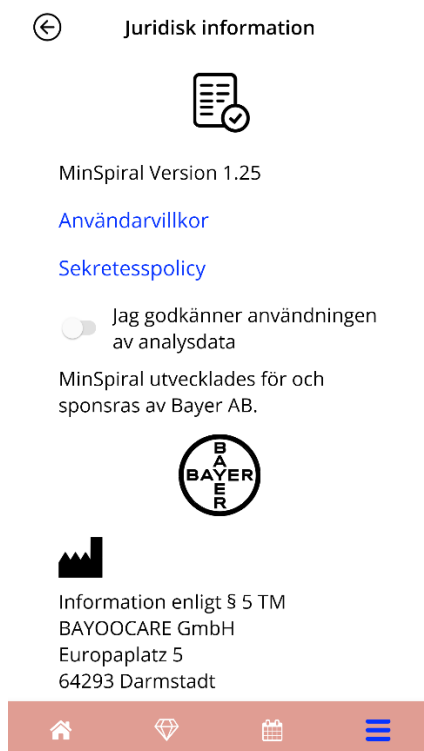 Juridisk information
MinSpiral Version 1.25
Användarvillkor
Sekretesspolicy
Jag godkänner användningen
av analysdata
MinSpiral utvecklades för och
sponsras av Bayer AB.
BAYER
BAYER
Information enligt § 5 TM
BAYOOCARE GmbH
Europaplatz 5
64293 Darmstadt